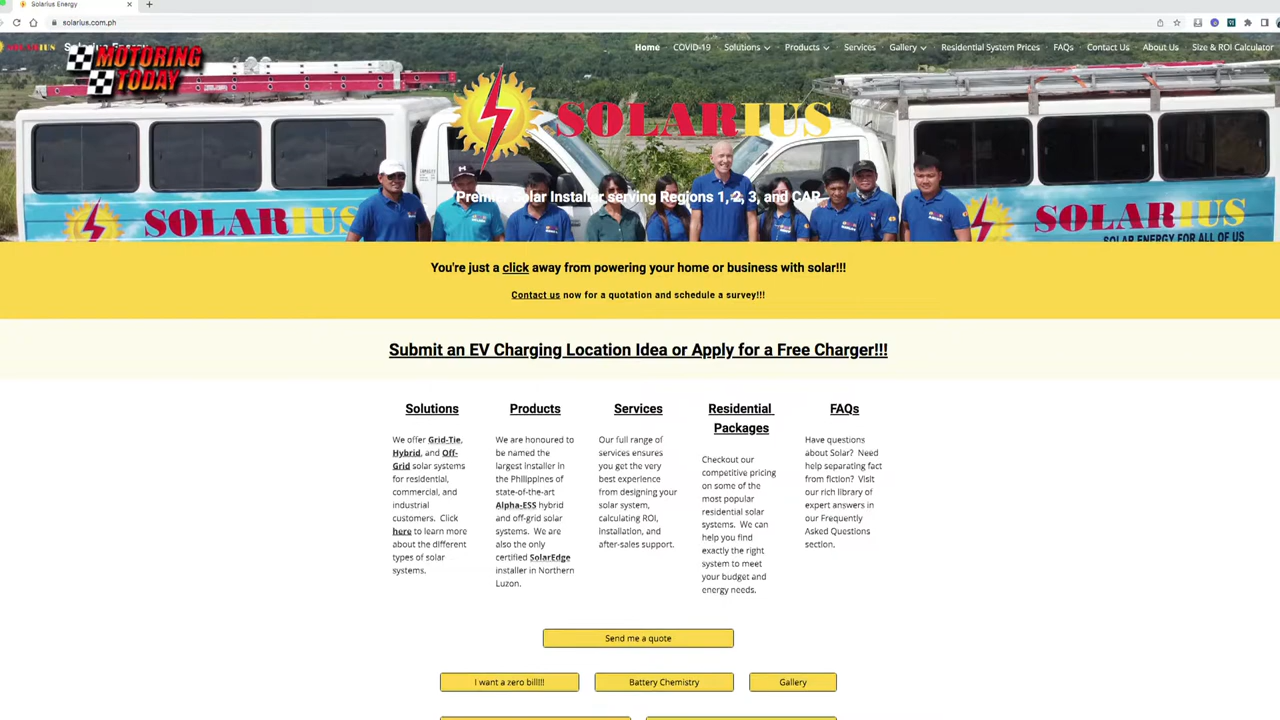 Solarius Energy
solarius.com.ph
MOTORING
TODAY
Home COVID-19 Solutions Products Services Gallery Residential System Prices FAQs Contact Us About Us Size & ROI Calculator
SOLARIUS
Premier Solar Installer serving Regions 1, 2, 3, and CAR
SOLARIUS
SOLARIUS
SOLAR ENERGY FOR ALL OF US
You're just a click away from powering your home or business with solar!!!
Contact us now for a quotation and schedule a survey!!!
Submit an EV Charging Location Idea or Apply for a Free Charger!!!
Solutions
We offer Grid-Tie,
Hybrid, and Off-
Grid solar systems
for residential,
commercial, and
industrial
customers. Click
here to learn more
about the different
types of solar
systems.
Products
We are honoured to
be named the
largest installer in
the Philippines of
state-of-the-art
Alpha-ESS hybrid
and off-grid solar
systems. We are
also the only
certified SolarEdge
installer in Northern
Luzon.
Services
Our full range of
services ensures
you get the very
best experience
from designing your
solar system,
calculating ROI,
installation, and
after-sales support.
Residential
Packages
Checkout our
competitive pricing
on some of the
most popular
residential solar
systems. We can
help you find
exactly the right
system to meet
your budget and
energy needs.
FAQs
Have questions
about Solar? Need
help separating fact
from fiction? Visit
our rich library of
expert answers in
our Frequently
Asked Questions
section.
Send me a quote
I want a zero bill!!! Battery Chemistry Gallery